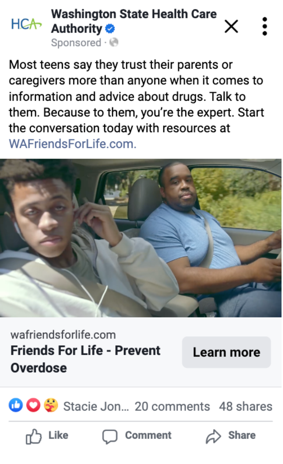 HCA
Washington State Health Care
Authority
Sponsored ·
Most teens say they trust their parents or
caregivers more than anyone when it comes to
information and advice about drugs. Talk to
them. Because to them, you're the expert. Start
the conversation today with resources at
WAFriendsForLife.com.
wafriendsforlife.com
Friends For Life - Prevent
Overdose
Learn more
Stacie Jon... 20 comments 48 shares
Like Comment Share